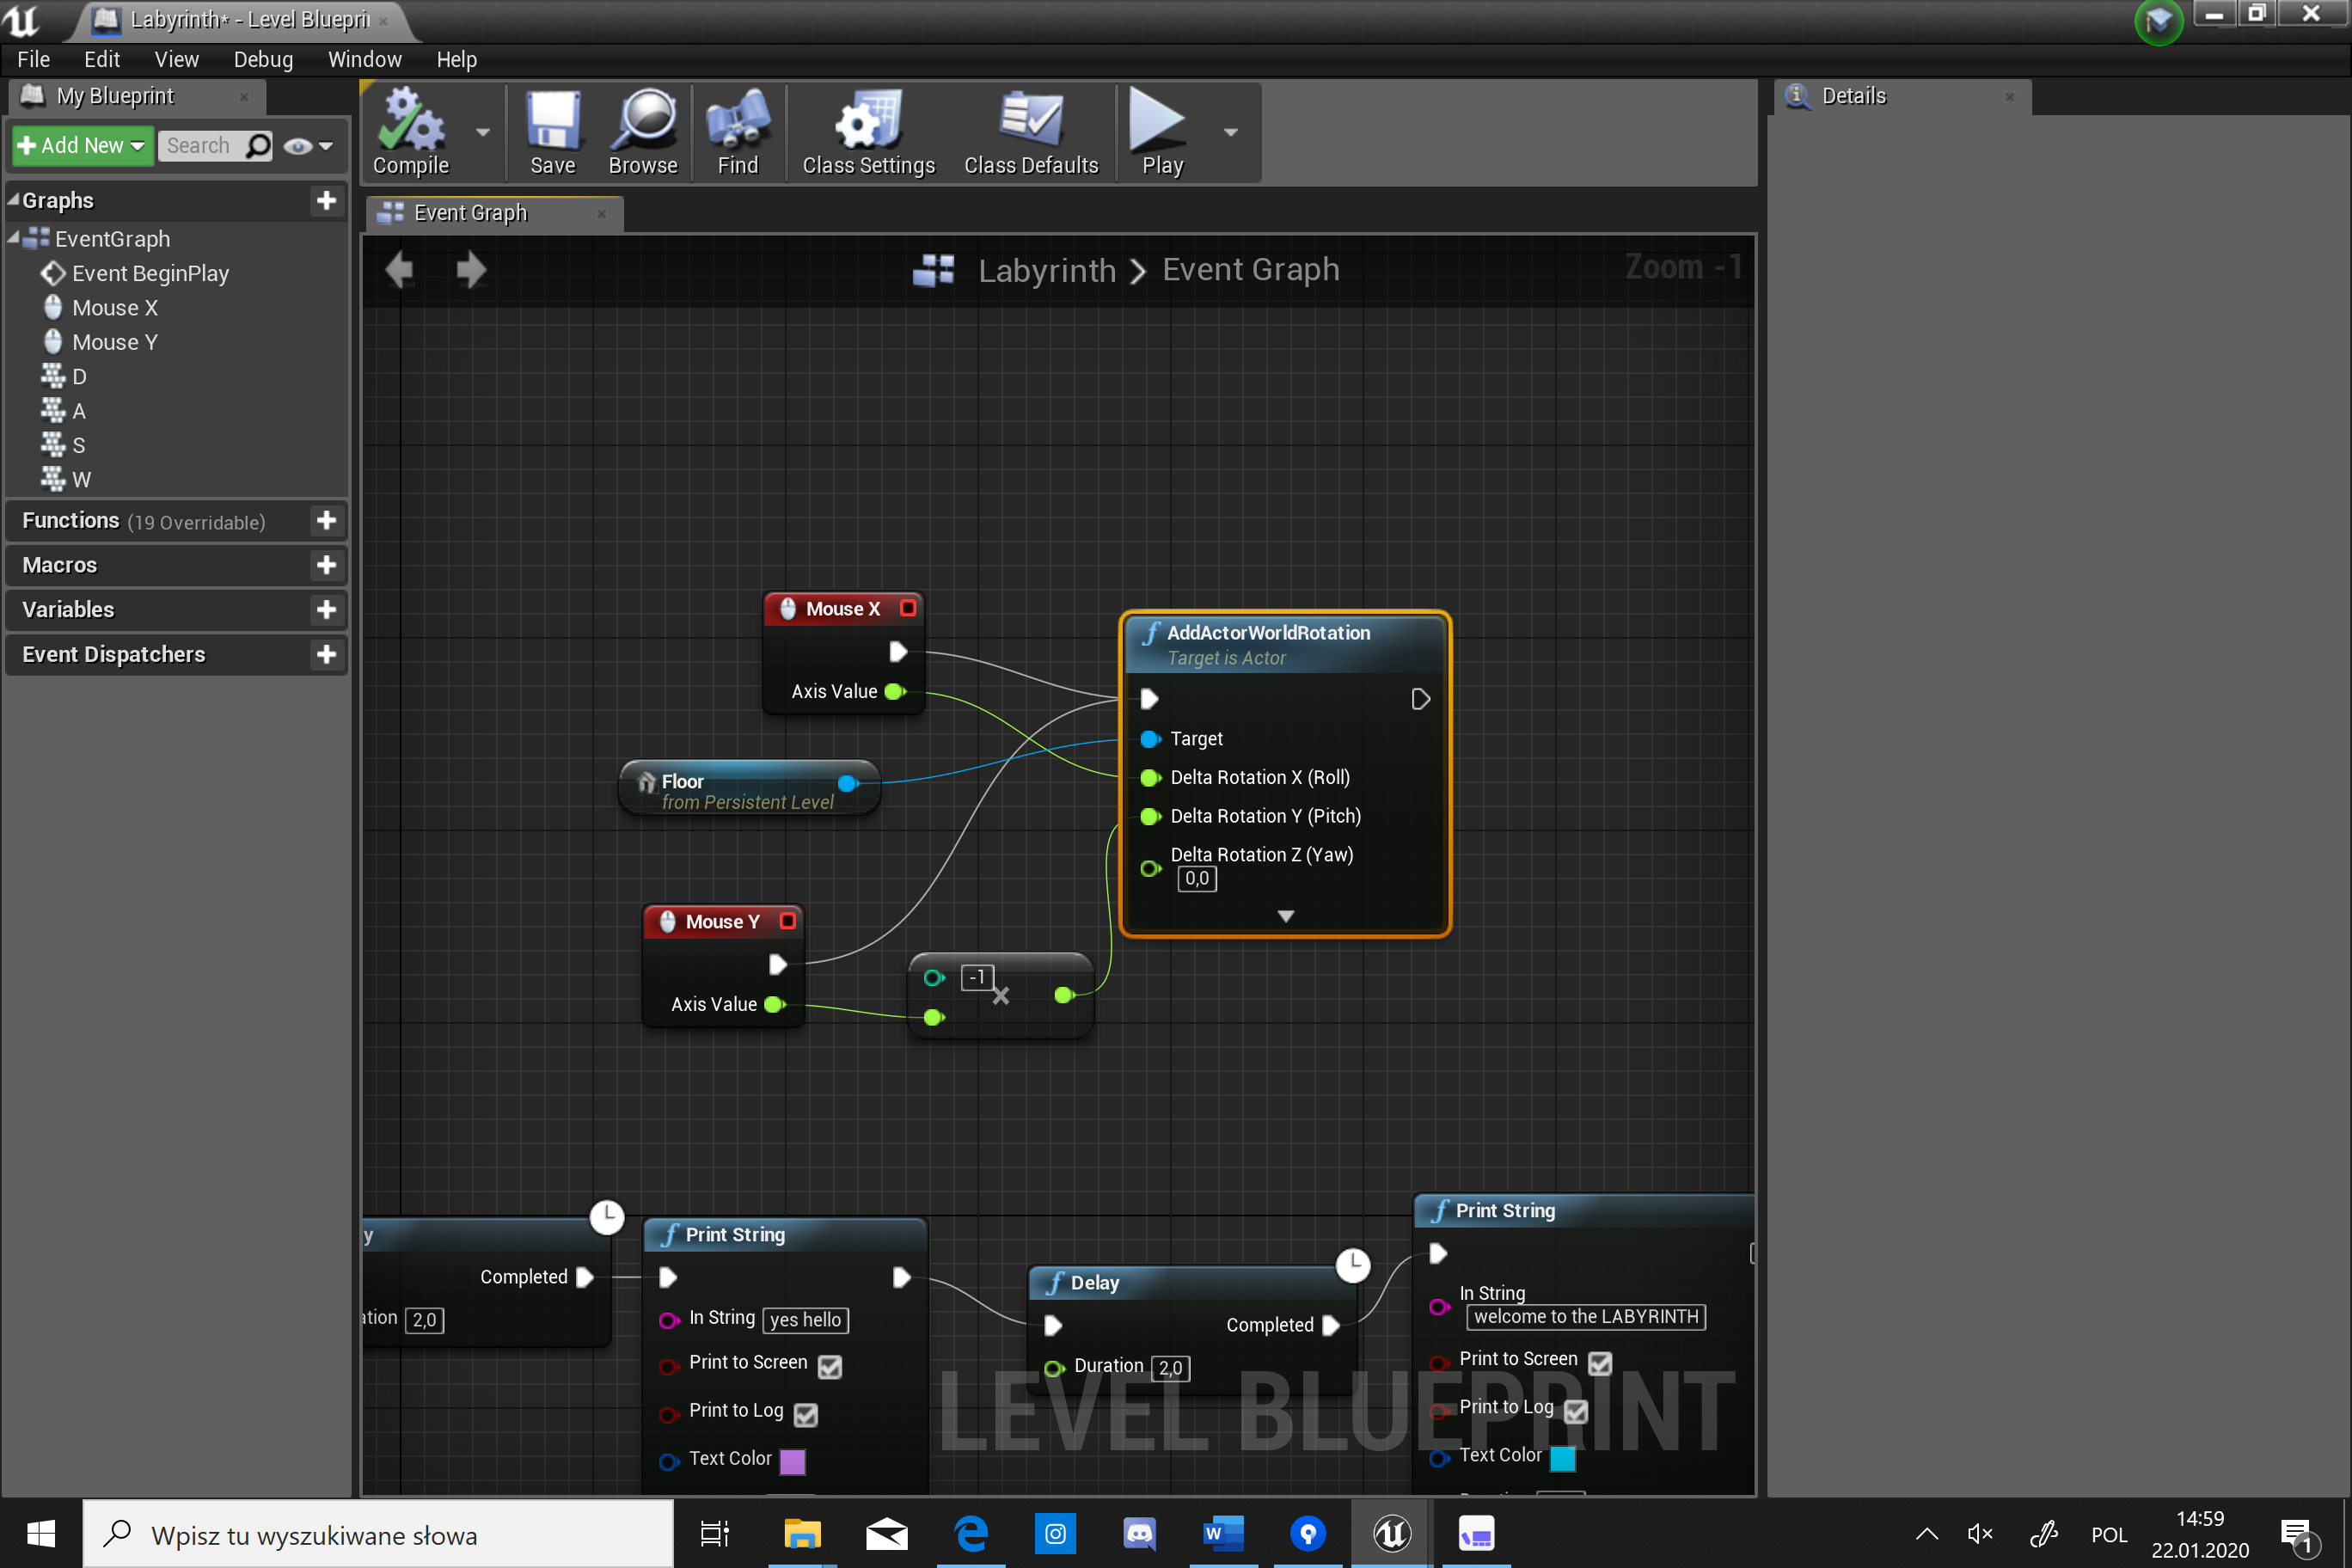 Labyrinth* - Level Blueprin
File Edit View Debug Window Help
My Blueprint
Add New
Search
Compile
Save
Browse
Find
Class Settings
Class Defaults
Play
Details
Graphs
EventGraph
Event BeginPlay
Mouse X
Mouse Y
D
A
S
W
Functions (19 Overridable)
Macros
Variables
Event Dispatchers
Event Graph
Labyrinth > Event Graph
Zoom -1
Mouse X
Axis Value
Floor
from Persistent Level
Mouse Y
Axis Value
-1
AddActorWorldRotation
Target is Actor
Target
Delta Rotation X (Roll)
Delta Rotation Y (Pitch)
Delta Rotation Z (Yaw)
0,0
y
Completed
ation 2,0
Print String
In String yes hello
Print to Screen
Print to Log
Text Color
Delay
Completed
Duration 2,0
Print String
In String
welcome to the LABYRINTH
Print to Screen
Print to Log
Text Color
LEVEL BLUEPRINT
Wpisz tu wyszukiwane słowa
POL
14:59
22.01.2020
1